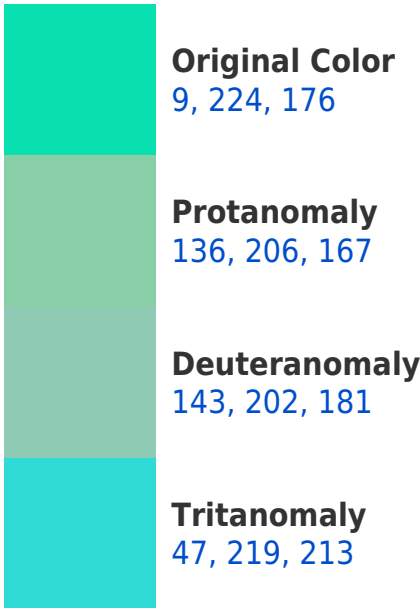 Original Color
9, 224, 176
Protanomaly
136, 206, 167
Deuteranomaly
143, 202, 181
Tritanomaly
47, 219, 213